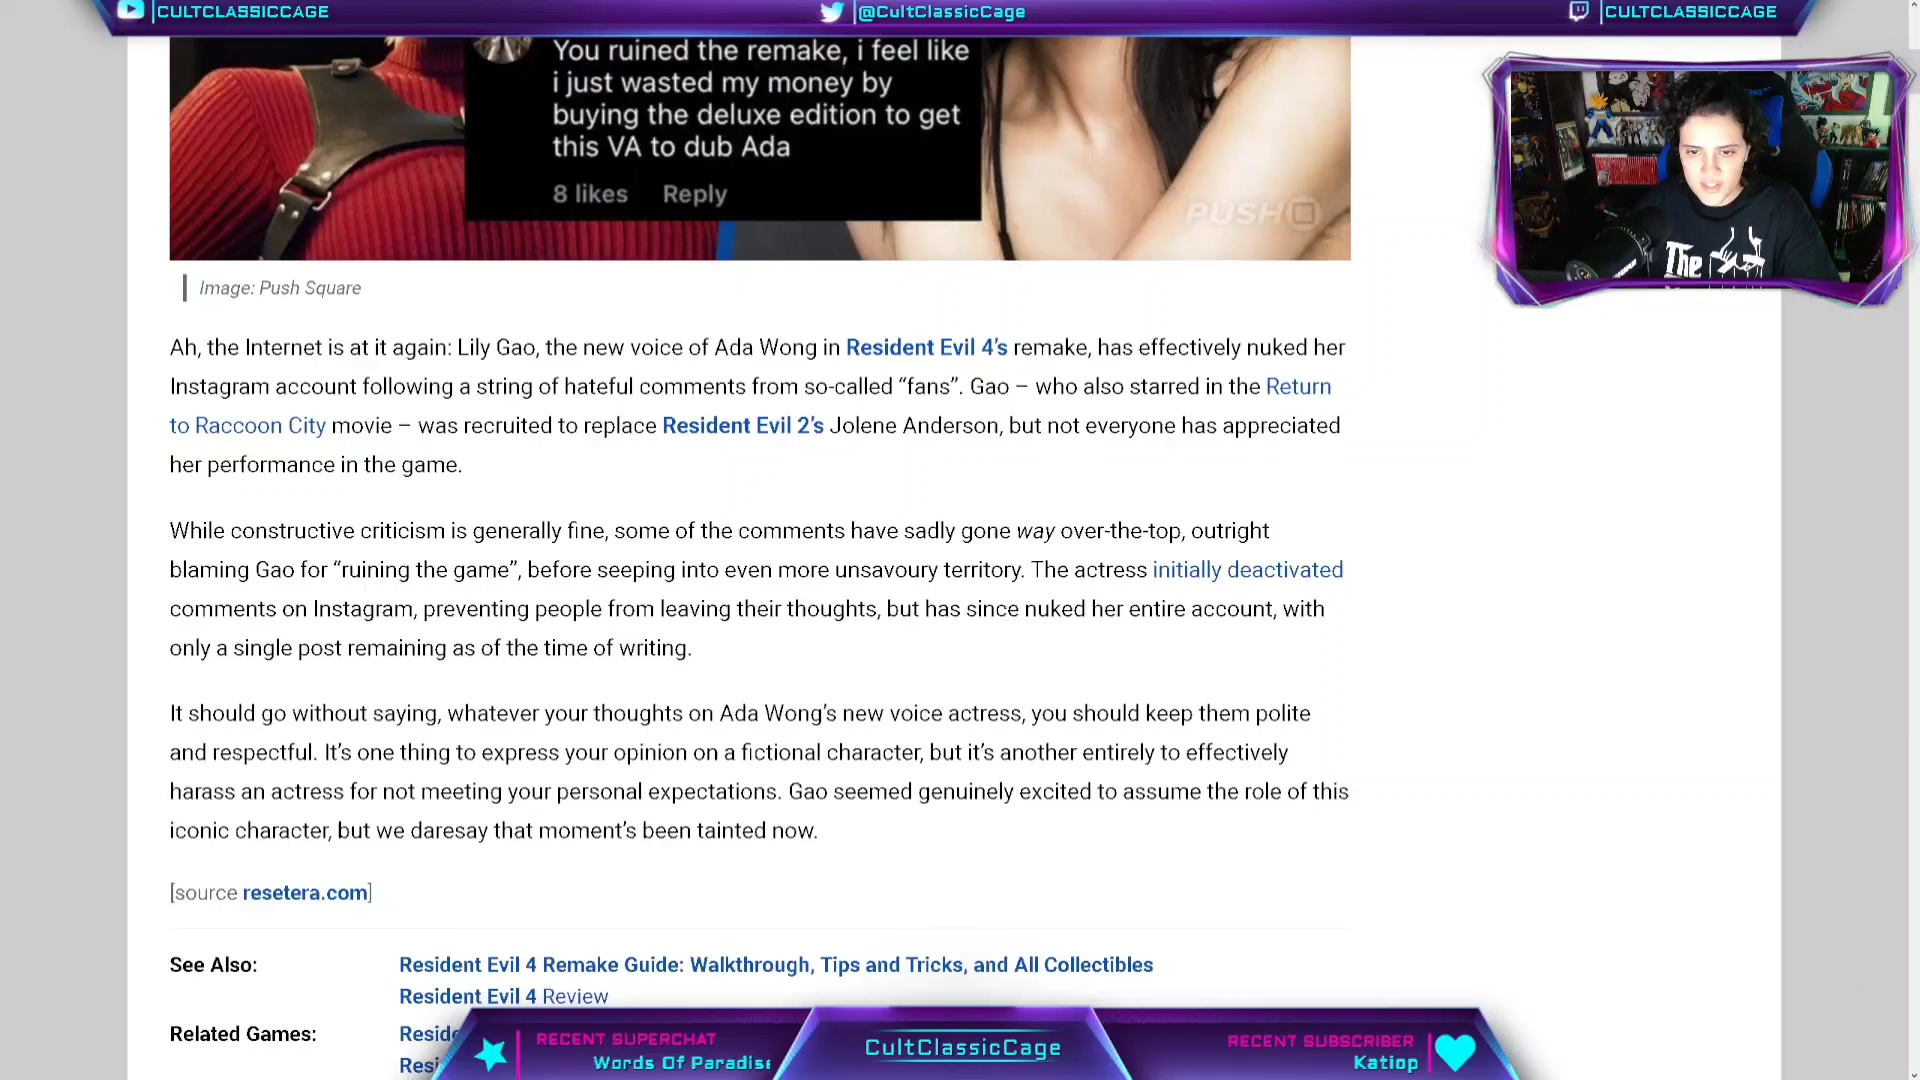 CULTCLASSICCAGE
@CultClassicCage
CULTCLASSICCAGE
You ruined the remake, i feel like
i just wasted my money by
buying the deluxe edition to get
this VA to dub Ada
8 likes Reply
PUSH
The
Image: Push Square
Ah, the Internet is at it again: Lily Gao, the new voice of Ada Wong in Resident Evil 4’s remake, has effectively nuked her
Instagram account following a string of hateful comments from so-called “fans”. Gao – who also starred in the Return
to Raccoon City movie – was recruited to replace Resident Evil 2’s Jolene Anderson, but not everyone has appreciated
her performance in the game.
While constructive criticism is generally fine, some of the comments have sadly gone way over-the-top, outright
blaming Gao for “ruining the game”, before seeping into even more unsavoury territory. The actress initially deactivated
comments on Instagram, preventing people from leaving their thoughts, but has since nuked her entire account, with
only a single post remaining as of the time of writing.
It should go without saying, whatever your thoughts on Ada Wong’s new voice actress, you should keep them polite
and respectful. It’s one thing to express your opinion on a fictional character, but it’s another entirely to effectively
harass an actress for not meeting your personal expectations. Gao seemed genuinely excited to assume the role of this
iconic character, but we daresay that moment’s been tainted now.
[source resetera.com]
See Also:
Resident Evil 4 Remake Guide: Walkthrough, Tips and Tricks, and All Collectibles
Resident Evil 4 Review
Related Games:
Reside
Resi
RECENT SUPERCHAT
Words Of Paradise
CultClassicCage
RECENT SUBSCRIBER
Katiop